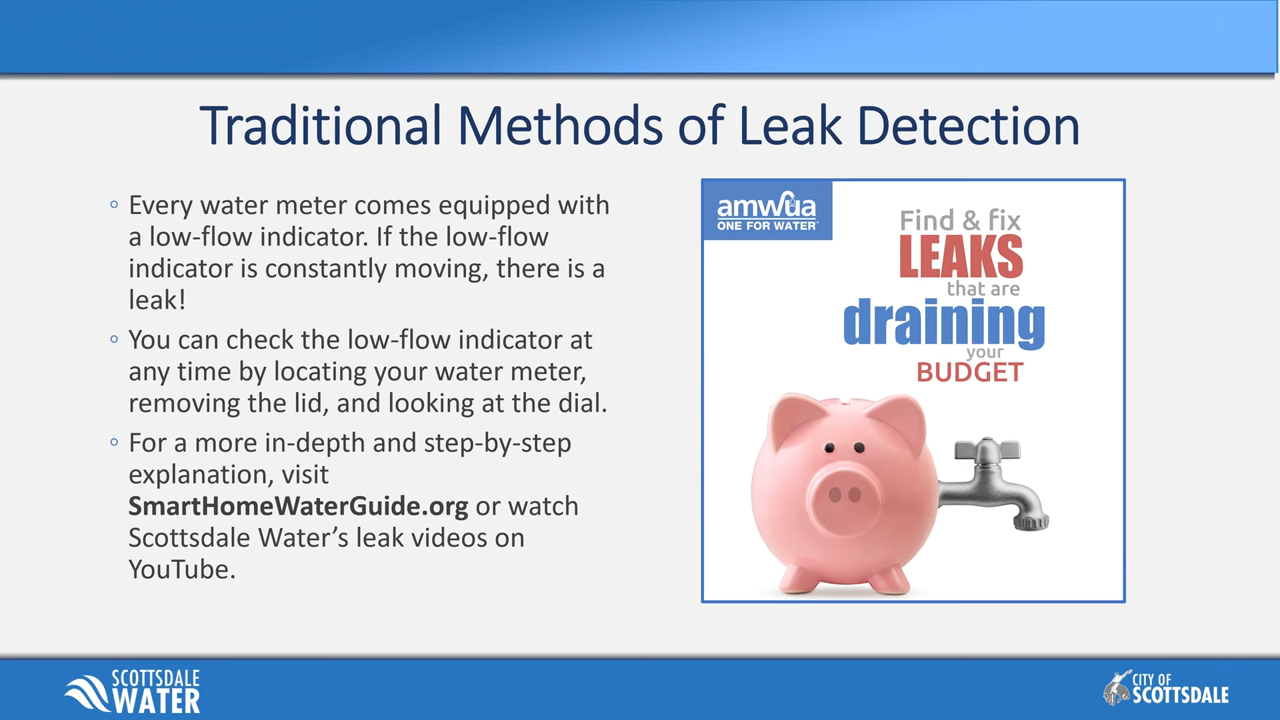 Traditional Methods of Leak Detection
◦ Every water meter comes equipped with
a low-flow indicator. If the low-flow
indicator is constantly moving, there is a
leak!
◦ You can check the low-flow indicator at
any time by locating your water meter,
removing the lid, and looking at the dial.
◦ For a more in-depth and step-by-step
explanation, visit
SmartHomeWaterGuide.org or watch
Scottsdale Water’s leak videos on
YouTube.
amwua
ONE FOR WATER™
Find & fix
LEAKS
that are
draining
your
BUDGET
SCOTTSDALE
WATER
CITY OF
SCOTTSDALE